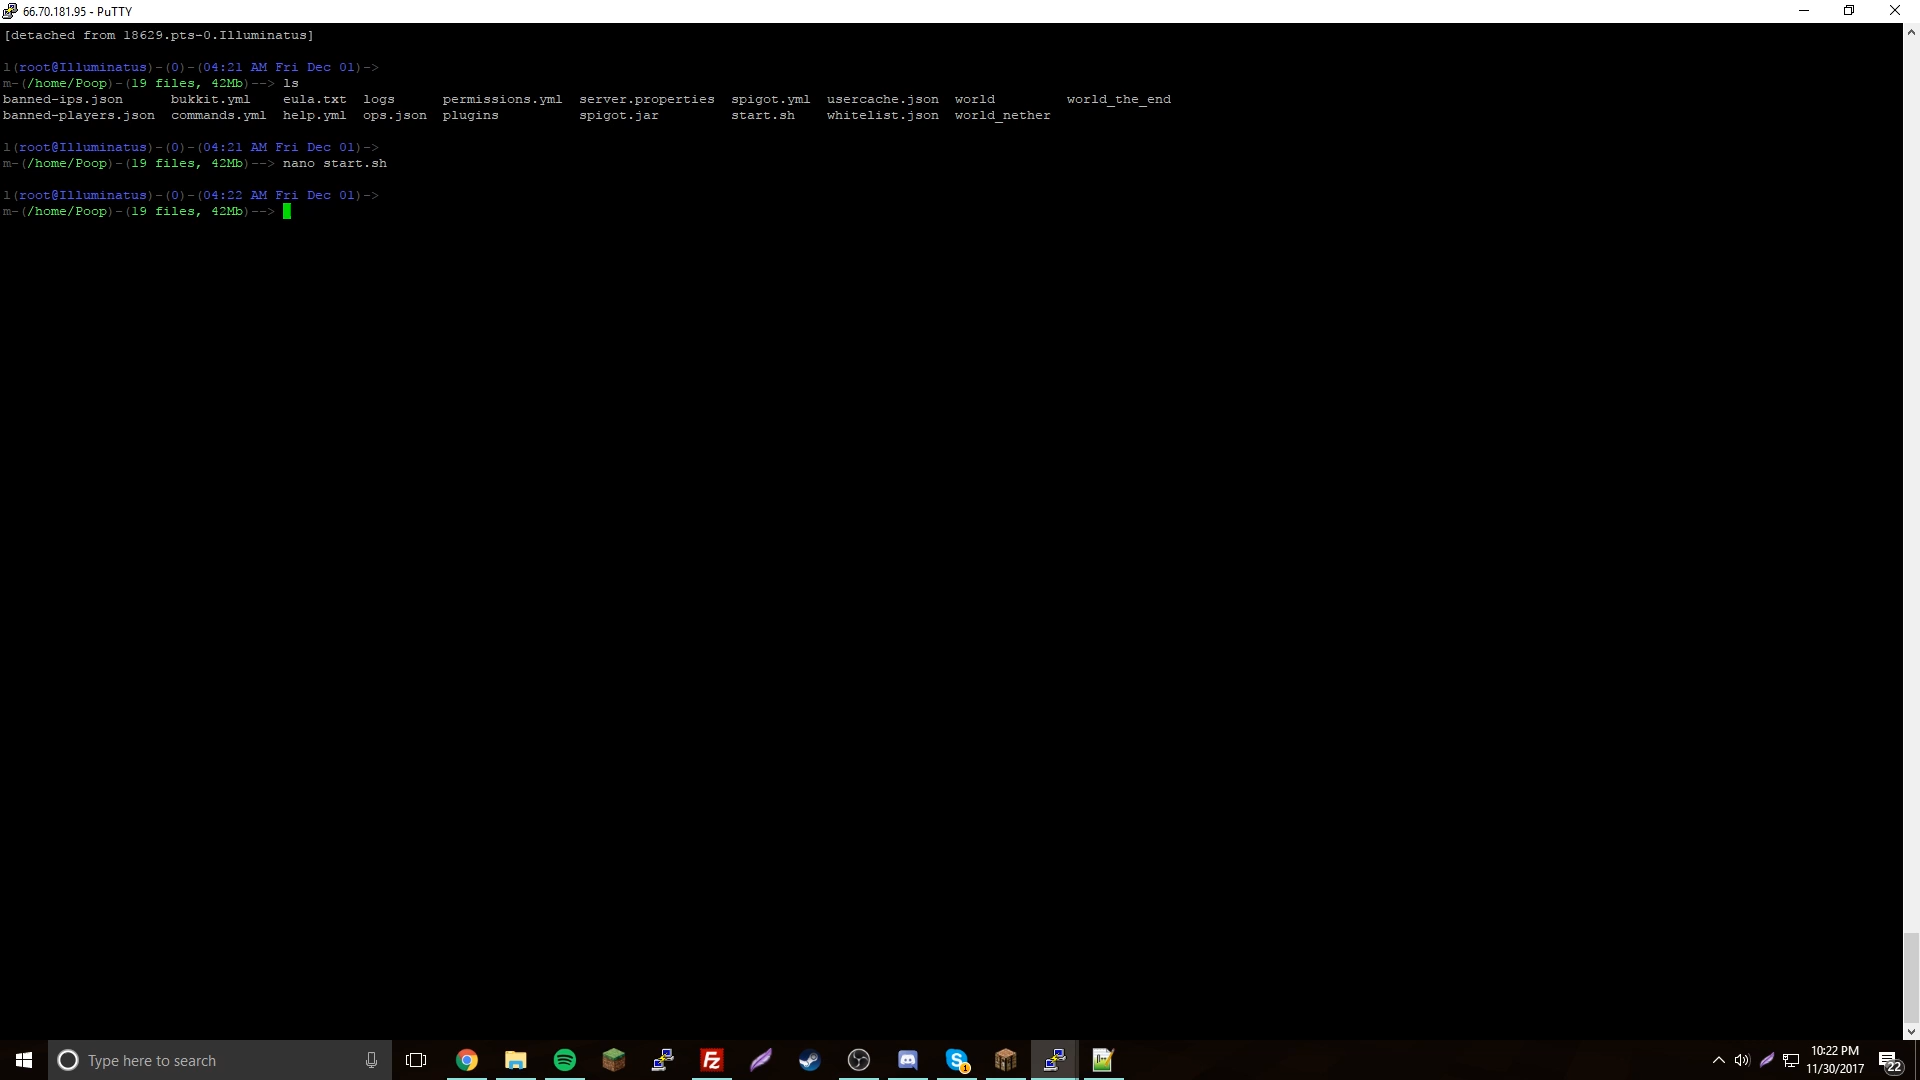 66.70.181.95 - PuTTY
[detached from 18629.pts-0.Illuminatus]
l(root@Illuminatus)-(0)-(04:21 AM Fri Dec 01)->
m-(/home/Poop)-(19 files, 42Mb)--> ls
banned-ips.json      bukkit.yml    eula.txt  logs      permissions.yml  server.properties  spigot.yml  usercache.json  world         world_the_end
banned-players.json  commands.yml  help.yml  ops.json  plugins          spigot.jar         start.sh    whitelist.json  world_nether
l(root@Illuminatus)-(0)-(04:21 AM Fri Dec 01)->
m-(/home/Poop)-(19 files, 42Mb)--> nano start.sh
l(root@Illuminatus)-(0)-(04:22 AM Fri Dec 01)->
m-(/home/Poop)-(19 files, 42Mb)-->
Type here to search
1
10:22 PM
11/30/2017
22